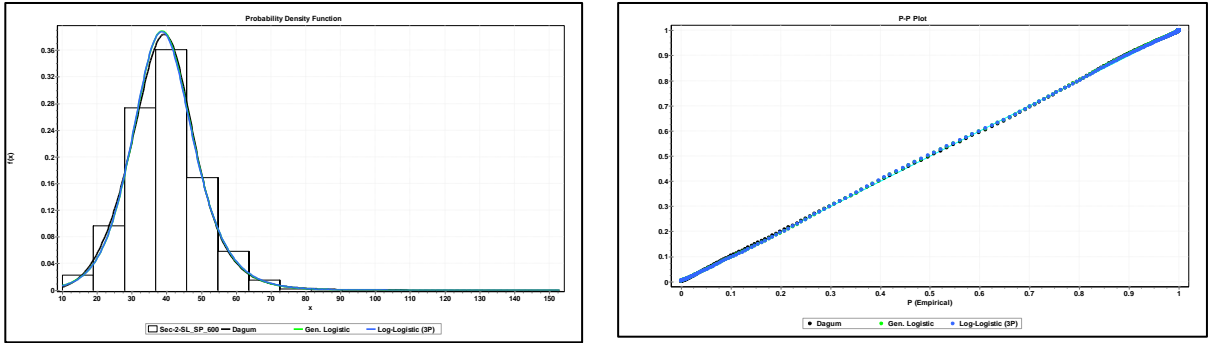 Probability Density Function
f(x)
0.36
0.32
0.28
0.24
0.2
0.16
0.12
0.08
0.04
0
10 20 30 40 50 60 70 80 90 100 110 120 130 140 150
x
Sec-2-SL_SP_600 Dagum Gen. Logistic Log-Logistic (3P)
P-P Plot
1
0.9
0.8
0.7
0.6
0.5
0.4
0.3
0.2
0.1
0
0 0.1 0.2 0.3 0.4 0.5 0.6 0.7 0.8 0.9 1
P (Empirical)
Dagum Gen. Logistic Log-Logistic (3P)